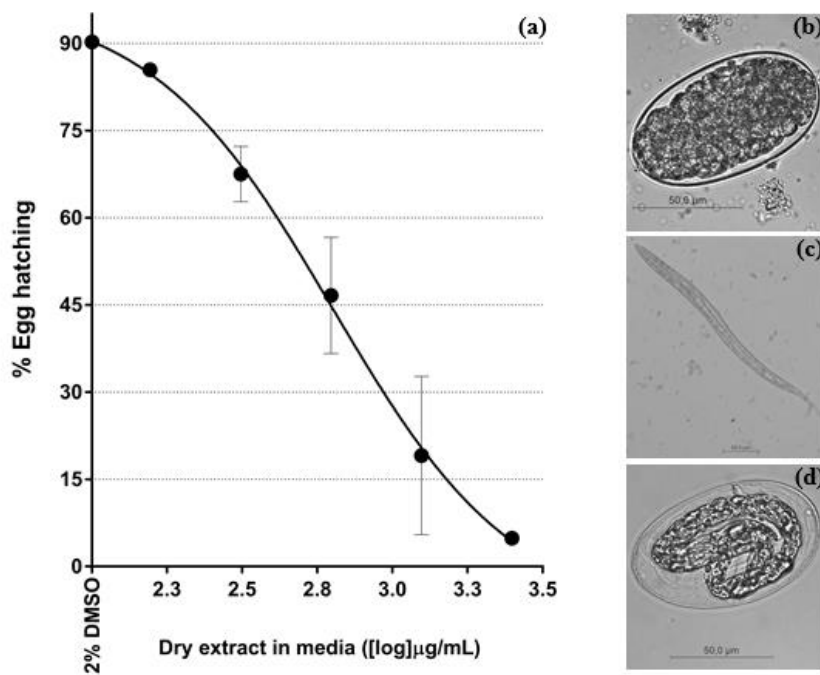 (a)
90
75
60
45
30
15
0
% Egg hatching
2% DMSO
2.3
2.5
2.8
3.0
3.3
3.5
Dry extract in media ([log]µg/mL)
(b)
50,0 µm
(c)
(d)
50,0 µm